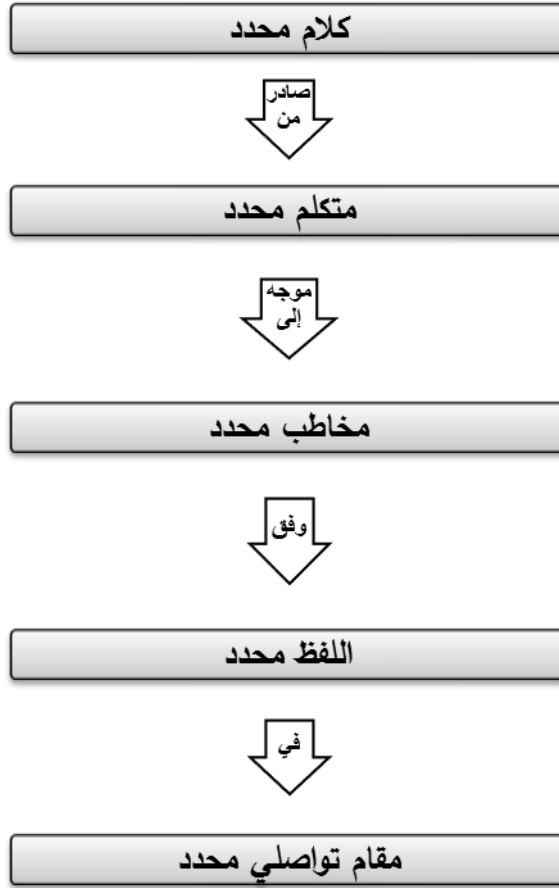 كلام محدد
صادر
من
متكلم محدد
موجه
إلى
مخاطب محدد
وفق
اللفظ محدد
في
مقام تواصلي محدد